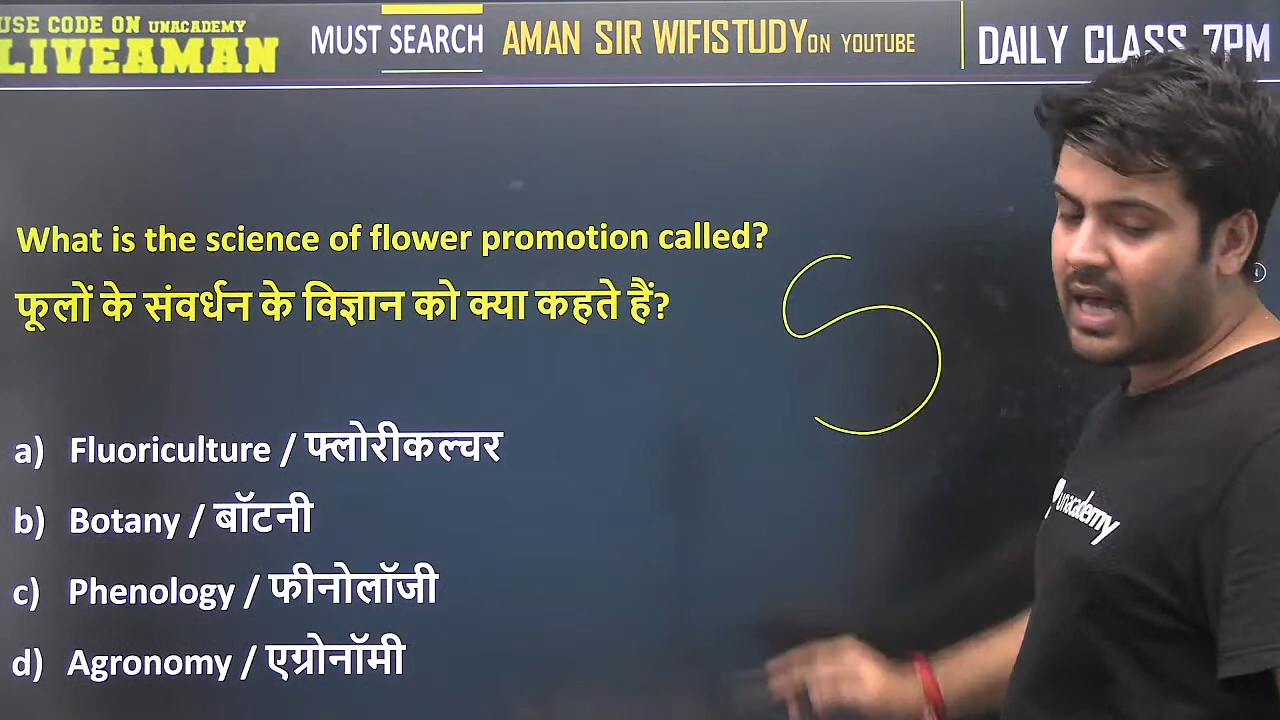 USE CODE ON UNACADEMY
LIVEAMAN
MUST SEARCH AMAN SIR WIFISTUDY ON YOUTUBE
DAILY CLASS 7PM
What is the science of flower promotion called?
फूलों के संवर्धन के विज्ञान को क्या कहते हैं?
5
a) Fluoriculture / फ्लोरीकल्चर
b) Botany / बॉटनी
c) Phenology / फीनोलॉजी
d) Agronomy / एग्रोनॉमी
unacademy